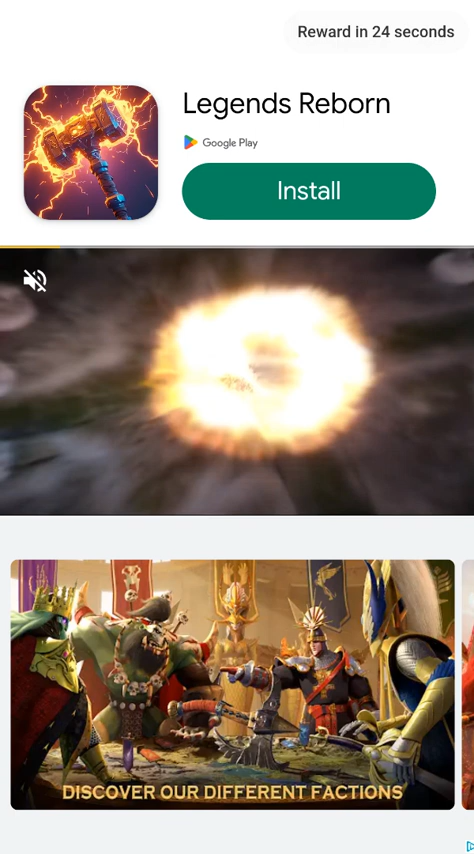 Reward in 24 seconds
Legends Reborn
Google Play
Install
DISCOVER OUR DIFFERENT FACTIONS